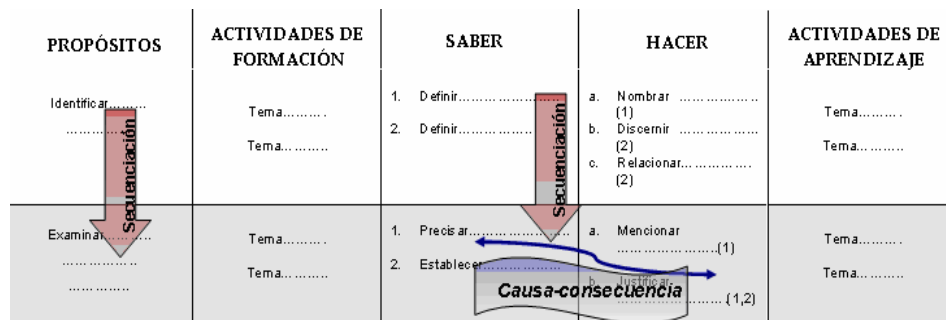 PROPÓSITOS
ACTIVIDADES DE
FORMACIÓN
SABER
HACER
ACTIVIDADES DE
APRENDIZAJE
Identificar.........
...............
Secuenciación
Tema..........
Tema...........
1. Definir........................
2. Definir..................
Secuenciación
a. Nombrar .................
(1)
b. Discernir .................
(2)
c. Relacionar...............
(2)
Tema..........
Tema...........
Examinar..........
.................
.............
Tema..........
Tema...........
1. Precisar.......................
2. Establecer..................
a. Mencionar
......................(1)
b. Justificar
........................(1,2)
Causa-consecuencia
Tema..........
Tema...........